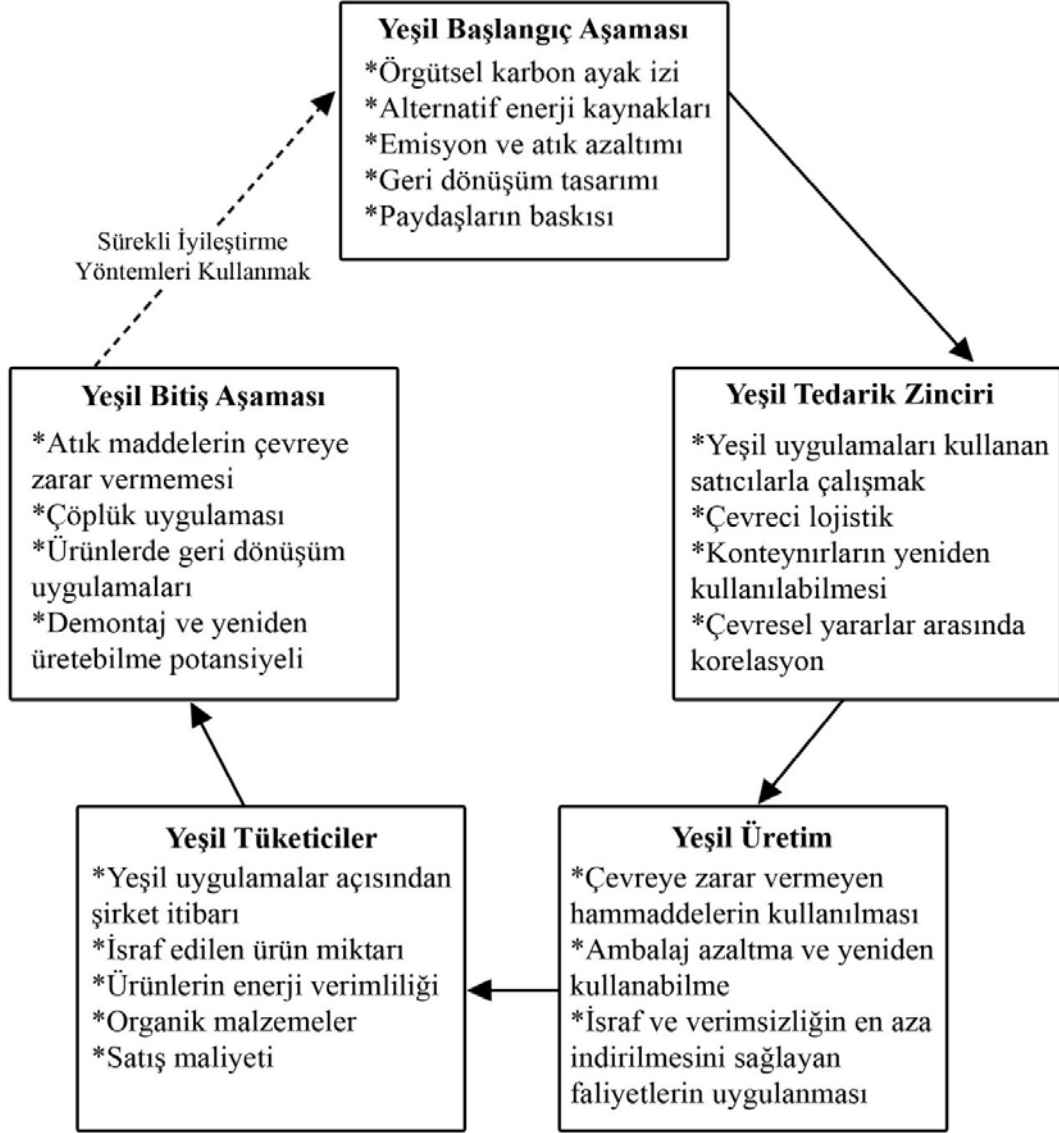 Yeşil Başlangıç Aşaması
*Örgütsel karbon ayak izi
*Alternatif enerji kaynakları
*Emisyon ve atık azaltımı
*Geri dönüşüm tasarımı
*Paydaşların baskısı
Sürekli İyileştirme
Yöntemleri Kullanmak
Yeşil Bitiş Aşaması
*Atık maddelerin çevreye
zarar vermemesi
*Çöplük uygulaması
*Ürünlerde geri dönüşüm
uygulamaları
*Demontaj ve yeniden
üretebilme potansiyeli
Yeşil Tedarik Zinciri
*Yeşil uygulamaları kullanan
satıcılarla çalışmak
*Çevreci lojistik
*Konteynırların yeniden
kullanılabilmesi
*Çevresel yararlar arasında
korelasyon
Yeşil Tüketiciler
*Yeşil uygulamalar açısından
şirket itibarı
*İsraf edilen ürün miktarı
*Ürünlerin enerji verimliliği
*Organik malzemeler
*Satış maliyeti
Yeşil Üretim
*Çevreye zarar vermeyen
hammaddelerin kullanılması
*Ambalaj azaltma ve yeniden
kullanabilme
*İsraf ve verimsizliğin en aza
indirilmesini sağlayan
faliyetlerin uygulanması